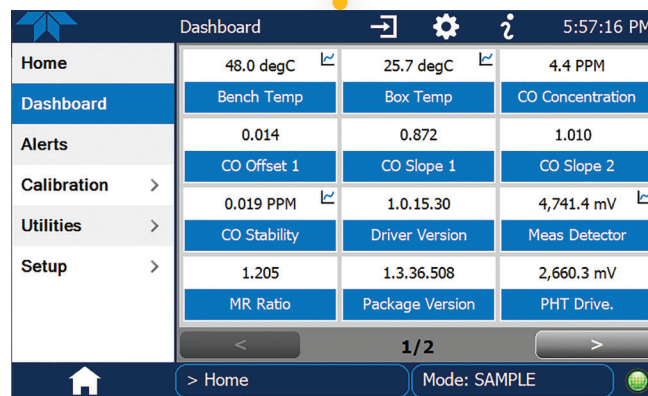 Dashboard
5:57:16 PM
Home
Dashboard
Alerts
Calibration >
Utilities >
Setup >
48.0 degC
25.7 degC
4.4 PPM
Bench Temp
Box Temp
CO Concentration
0.014
0.872
1.010
CO Offset 1
CO Slope 1
CO Slope 2
0.019 PPM
1.0.15.30
4,741.4 mV
CO Stability
Driver Version
Meas Detector
1.205
1.3.36.508
2,660.3 mV
MR Ratio
Package Version
PHT Drive.
<
1/2
>
> Home
Mode: SAMPLE